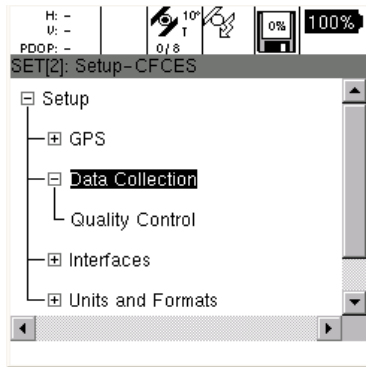 H: -
V: -
PDOP: -
10°
T
0/8
0%
100%
SET[2]: Setup-CFCES
Setup
GPS
Data Collection
Quality Control
Interfaces
Units and Formats